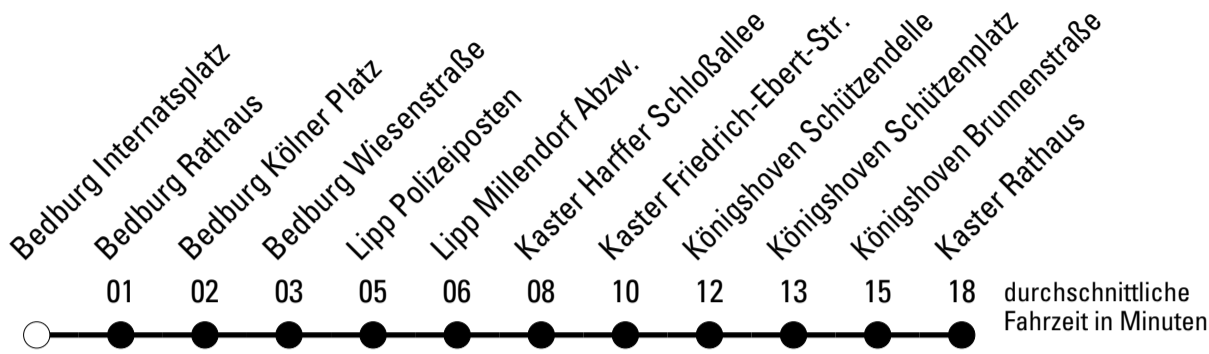 Bedburg Internatsplatz
Bedburg Rathaus
Bedburg Kölner Platz
Bedburg Wiesenstraße
Lipp Polizeiposten
Lipp Millendorf Abzw.
Kaster Harffer Schloßallee
Kaster Friedrich-Ebert-Str.
Königshoven Schützendelle
Königshoven Schützenplatz
Königshoven Brunnenstraße
Kaster Rathaus
01 02 03 05 06 08 10 12 13 15 18
durchschnittliche
Fahrzeit in Minuten